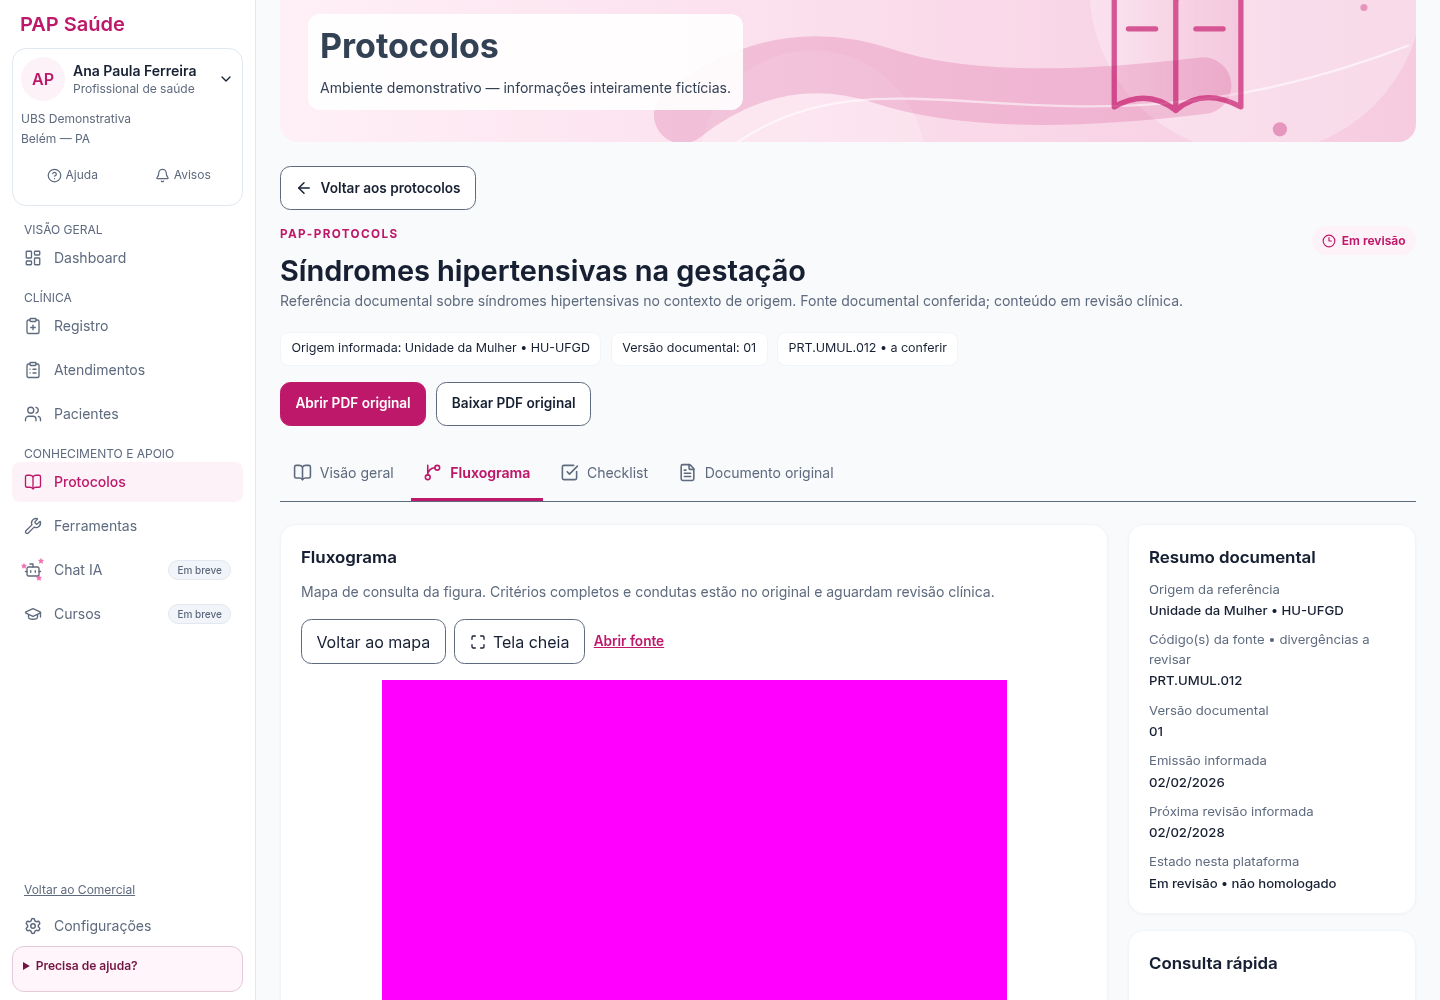 PAP Saúde
AP
Ana Paula Ferreira
Profissional de saúde
UBS Demonstrativa
Belém — PA
Ajuda
Avisos
VISÃO GERAL
Dashboard
CLÍNICA
Registro
Atendimentos
Pacientes
CONHECIMENTO E APOIO
Protocolos
Ferramentas
Chat IA
Em breve
Cursos
Em breve
Voltar ao Comercial
Configurações
Precisa de ajuda?
Protocolos
Ambiente demonstrativo — informações inteiramente fictícias.
Voltar aos protocolos
PAP-PROTOCOLS
Em revisão
Síndromes hipertensivas na gestação
Referência documental sobre síndromes hipertensivas no contexto de origem. Fonte documental conferida; conteúdo em revisão clínica.
Origem informada: Unidade da Mulher • HU-UFGD
Versão documental: 01
PRT.UMUL.012 • a conferir
Abrir PDF original
Baixar PDF original
Visão geral
Fluxograma
Checklist
Documento original
Fluxograma
Mapa de consulta da figura. Critérios completos e condutas estão no original e aguardam revisão clínica.
Voltar ao mapa
Tela cheia
Abrir fonte
Resumo documental
Origem da referência
Unidade da Mulher • HU-UFGD
Código(s) da fonte • divergências a
revisar
PRT.UMUL.012
Versão documental
01
Emissão informada
02/02/2026
Próxima revisão informada
02/02/2028
Estado nesta plataforma
Em revisão • não homologado
Consulta rápida